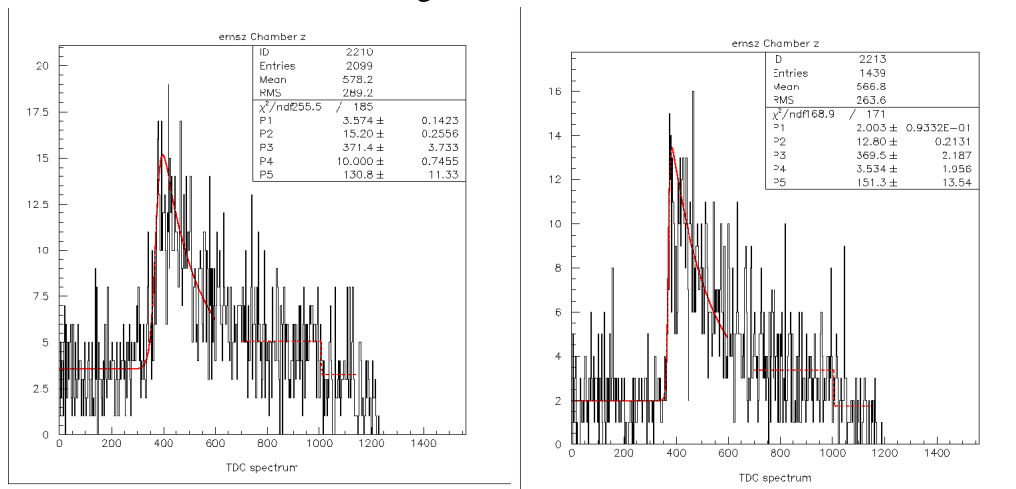 emsz Chamber z
ID 2210
Entries 2099
Mean 578.2
RMS 289.2
χ²/ndf 255.5 / 185
P1 3.574 ± 0.1423
P2 15.20 ± 0.2556
P3 371.4 ± 3.733
P4 10.000 ± 0.7455
P5 130.8 ± 11.33
20
17.5
15
12.5
10
7.5
5
2.5
0
0 200 400 600 800 1000 1200 1400
TDC spectrum
emsz Chamber z
ID 2213
Entries 1439
Mean 566.8
RMS 263.6
χ²/ndf 168.9 / 171
P1 2.003 ± 0.9332E-01
P2 12.80 ± 0.2131
P3 369.5 ± 2.187
P4 3.534 ± 1.956
P5 151.3 ± 13.54
16
14
12
10
8
6
4
2
0
0 200 400 600 800 1000 1200 1400
TDC spectrum